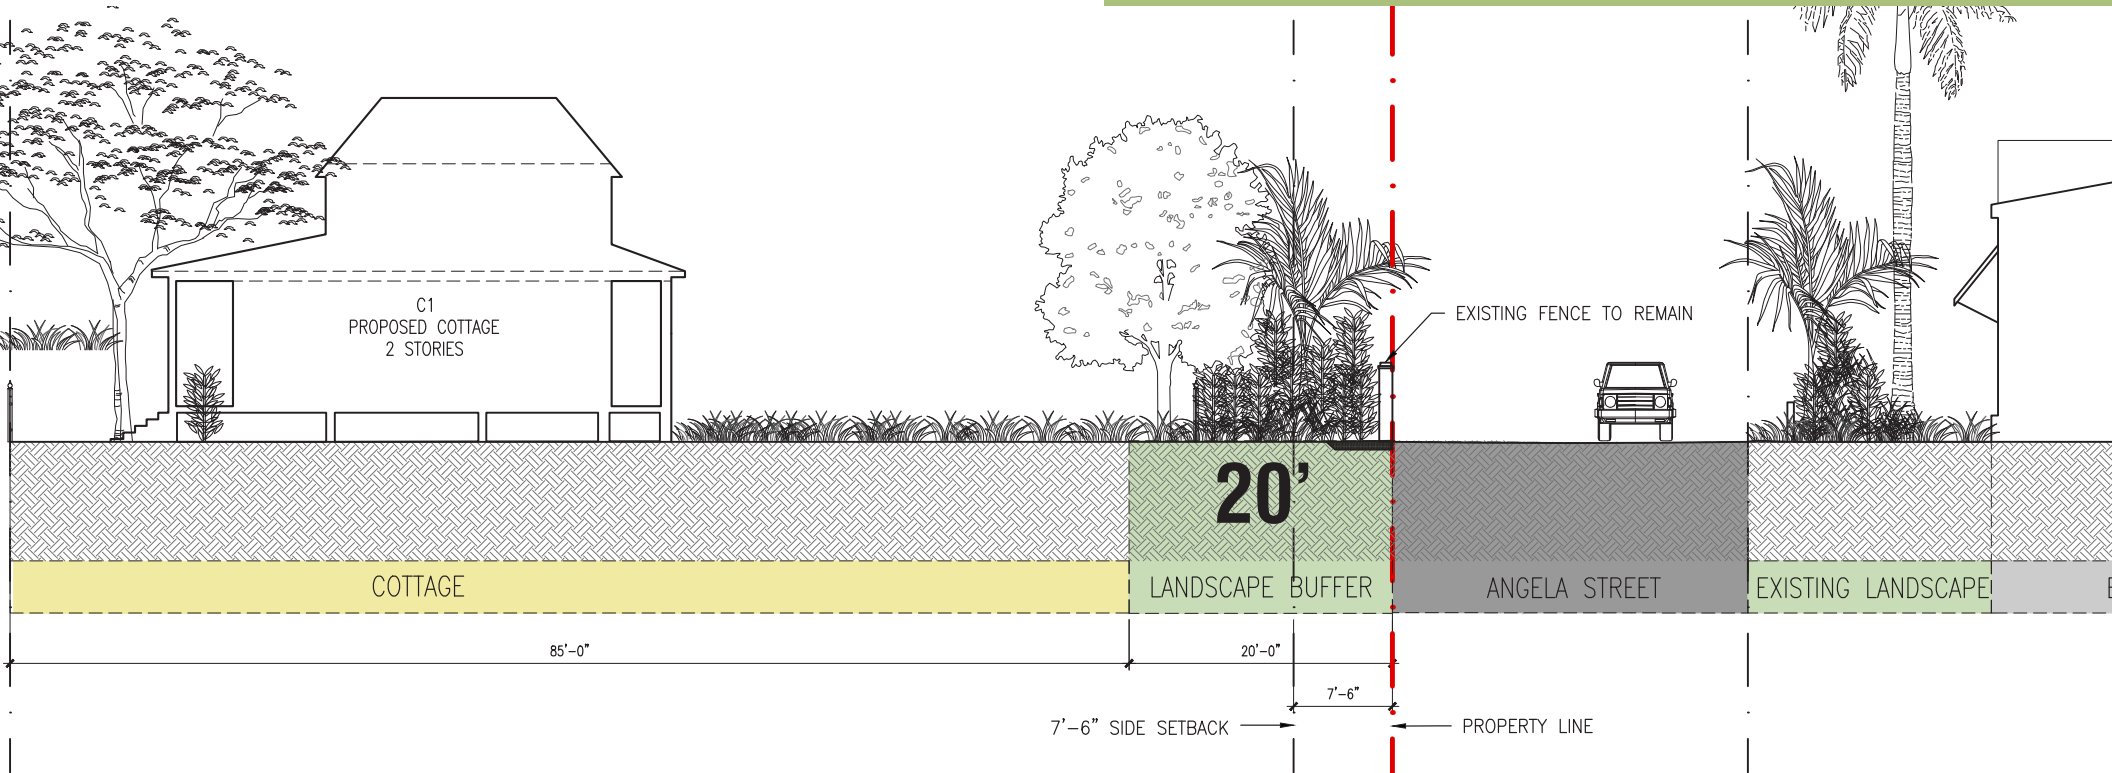 C1
PROPOSED COTTAGE
2 STORIES
EXISTING FENCE TO REMAIN
20’
COTTAGE
LANDSCAPE BUFFER
ANGELA STREET
EXISTING LANDSCAPE
85’-0”
20’-0”
7’-6”
7’-6” SIDE SETBACK
PROPERTY LINE